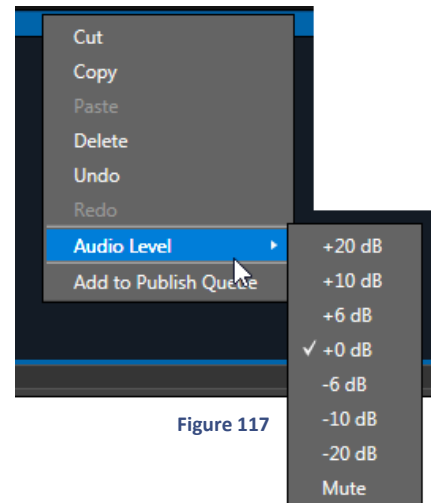 Cut
Copy
Paste
Delete
Undo
Redo
Audio Level
Add to Publish Queue
+20 dB
+10 dB
+6 dB
✓ +0 dB
-6 dB
-10 dB
-20 dB
Mute
Figure 117